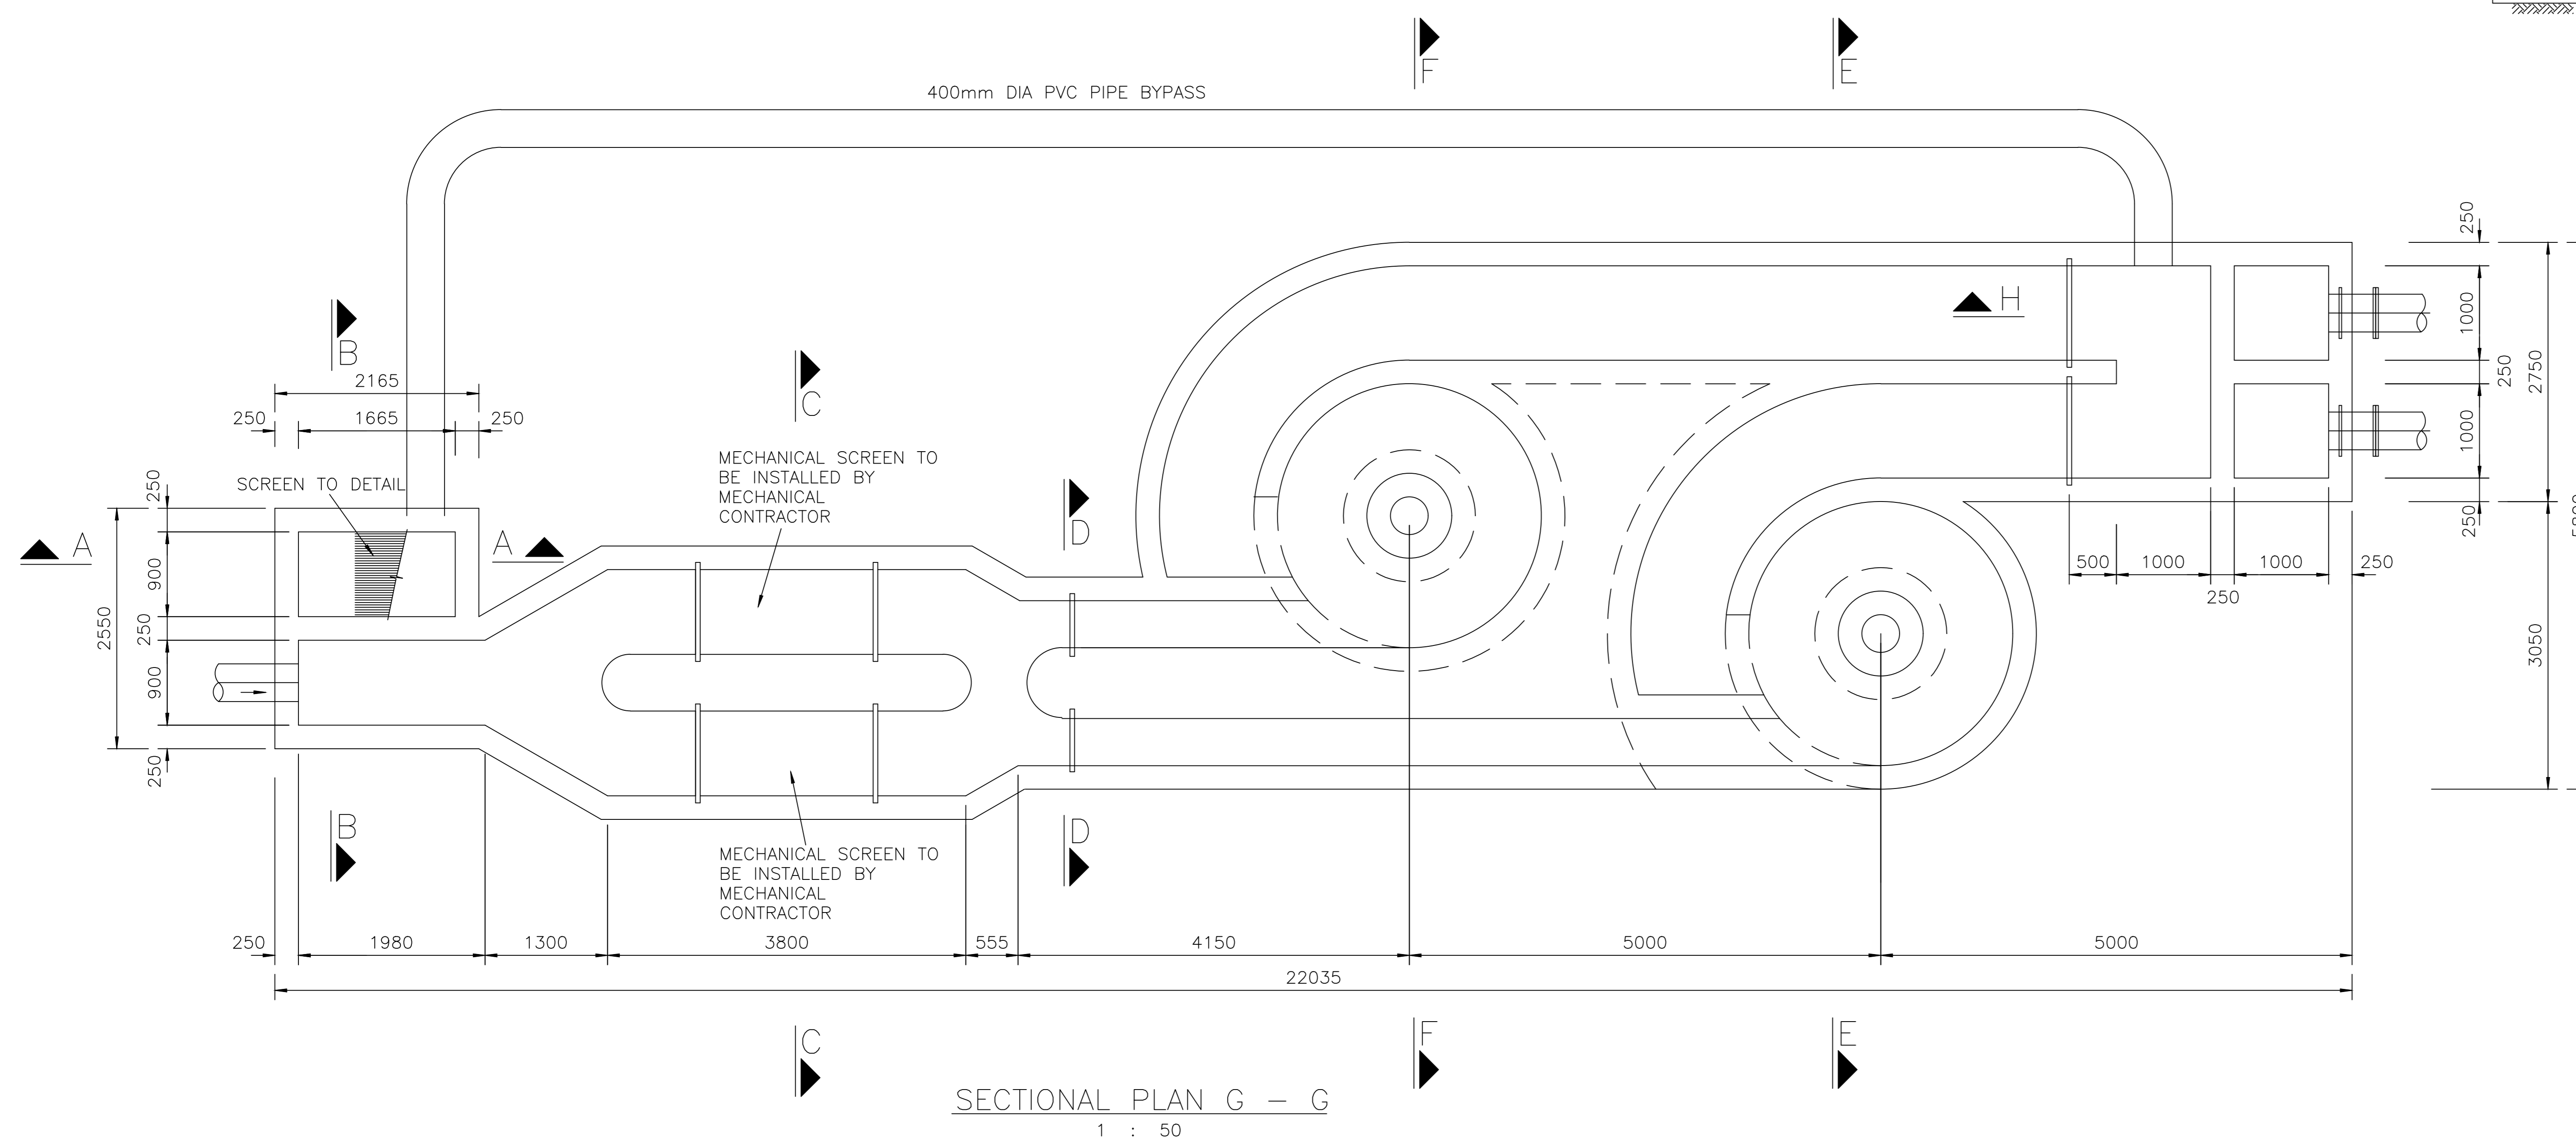 F
E
400mm DIA PVC PIPE BYPASS
250
H
1000
250
2750
1000
250
B
2165
C
250
1665
250
MECHANICAL SCREEN TO
BE INSTALLED BY
MECHANICAL
CONTRACTOR
SCREEN TO DETAIL
250
D
A
A
900
2550
250
900
250
500
1000
1000
250
250
3050
B
D
MECHANICAL SCREEN TO
BE INSTALLED BY
MECHANICAL
CONTRACTOR
250
1980
1300
3800
555
4150
5000
5000
22035
C
F
E
SECTIONAL PLAN G - G
1 : 50